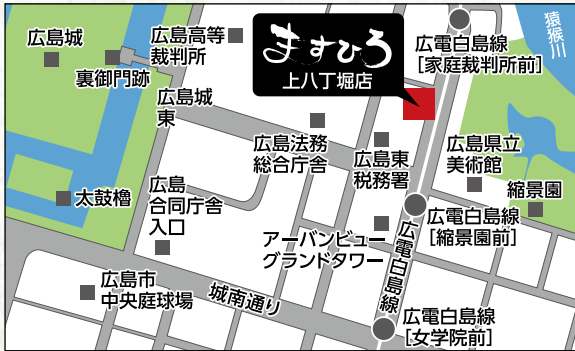 広島城
裏御門跡
広島高等
裁判所
ますひろ
上八丁堀店
広電白島線
[家庭裁判所前]
猿猴川
広島城
東
広島法務
総合庁舎
広島東
税務署
広島県立
美術館
縮景園
太鼓櫓
広島
合同庁舎
入口
アーバンビュー
グランドタワー
広電白島線
広電白島線
[縮景園前]
広島市
中央庭球場
城南通り
広電白島線
[女学院前]